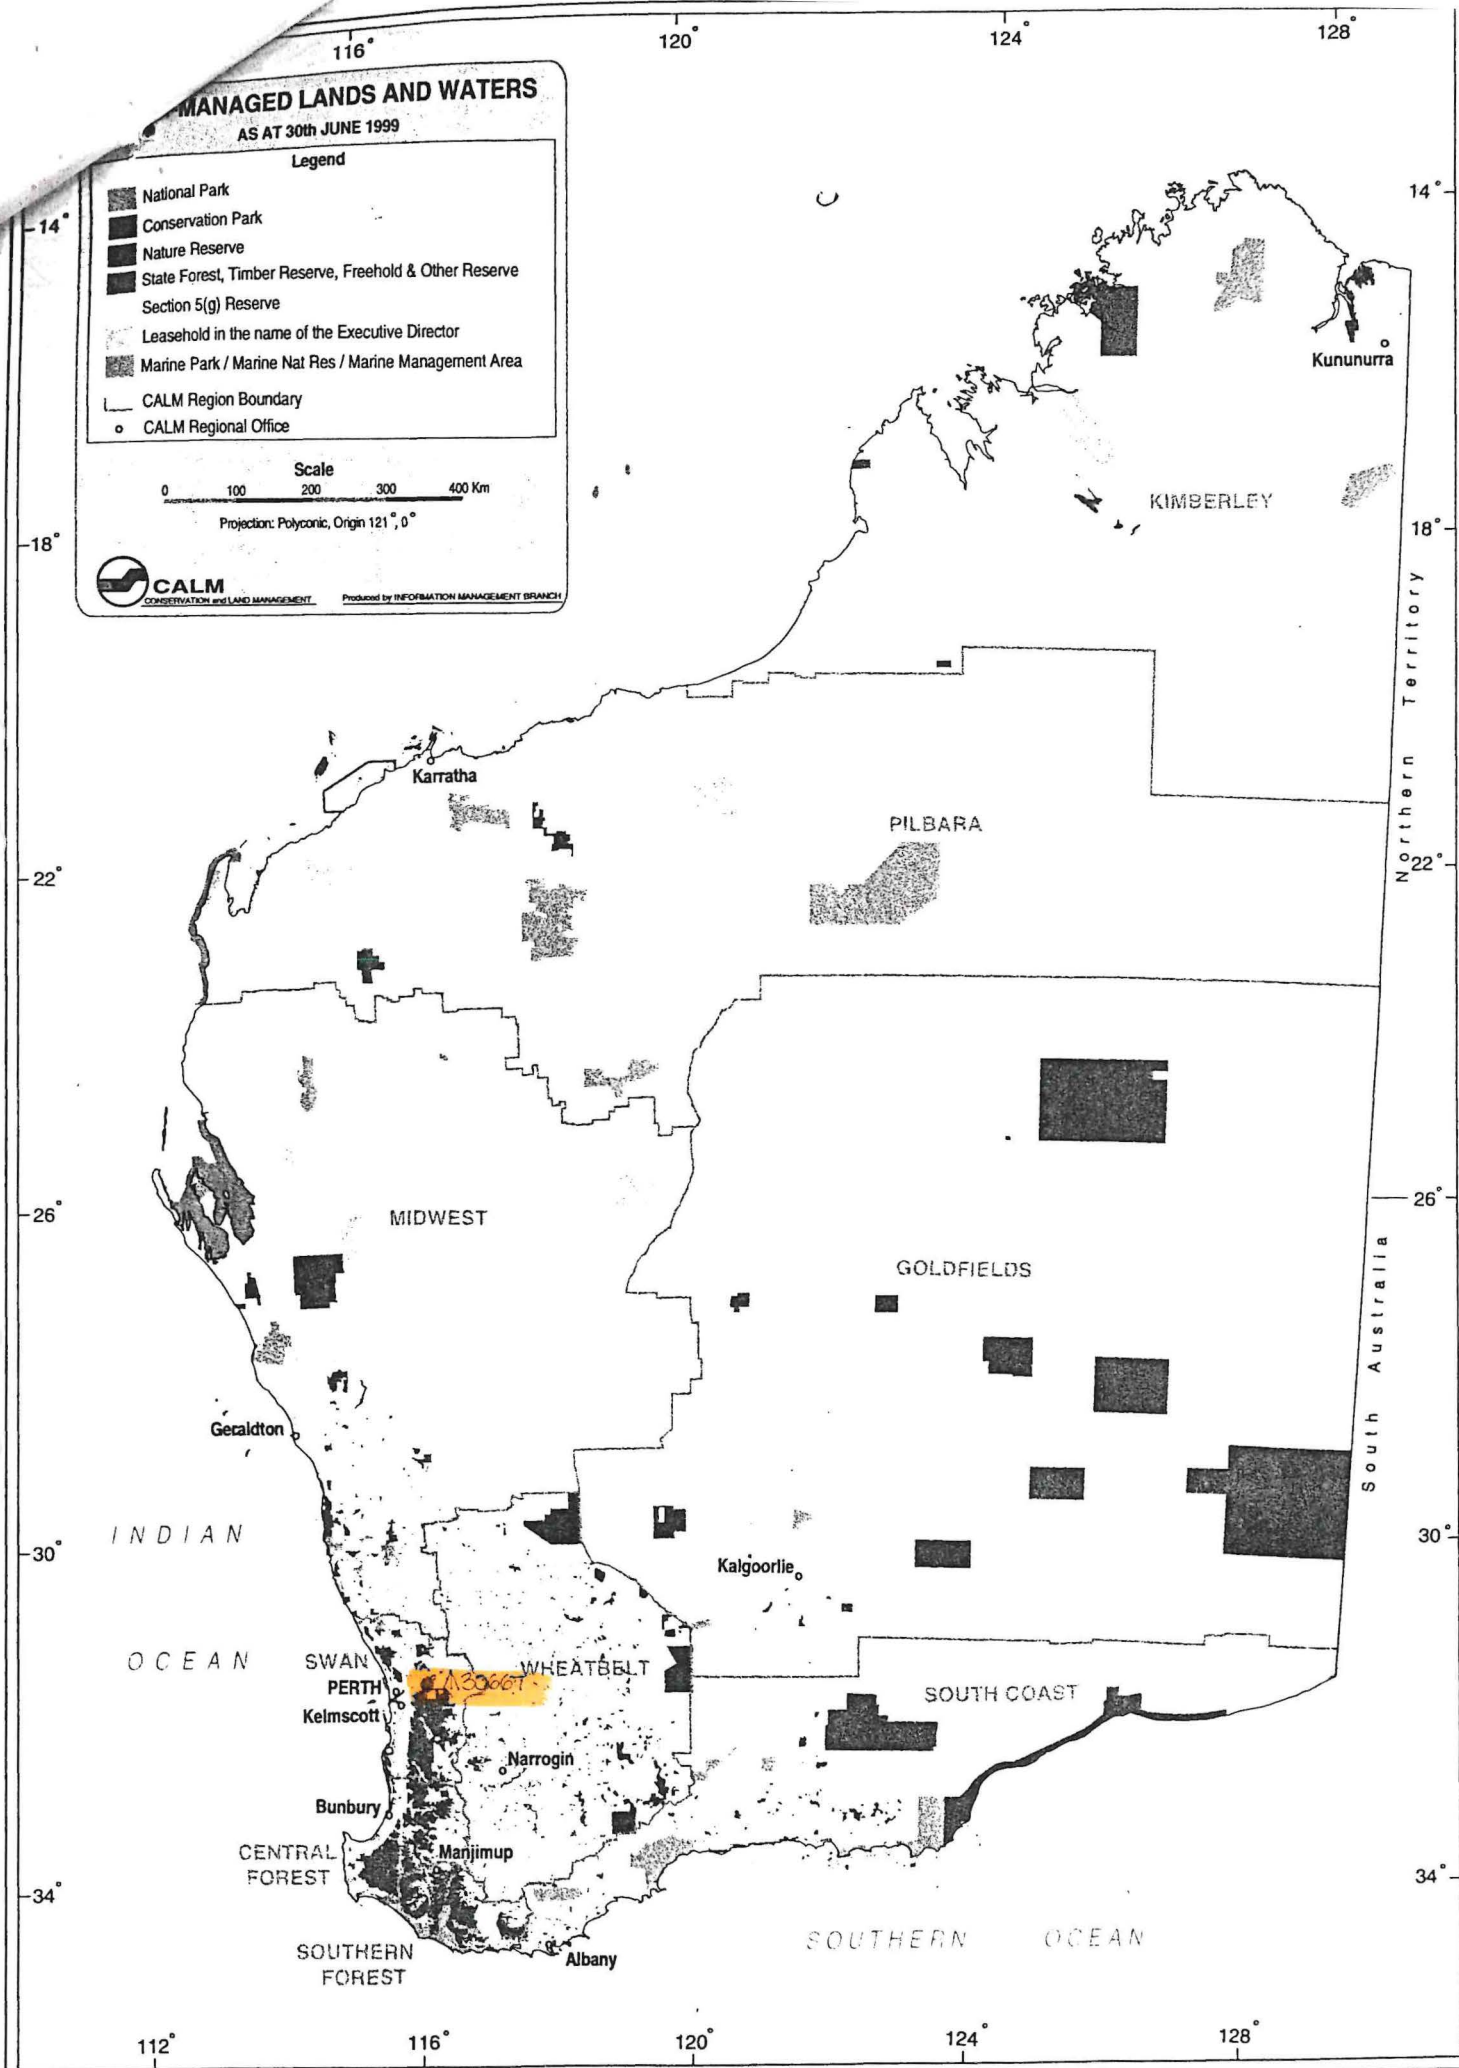 116°
120°
124°
128°
MANAGED LANDS AND WATERS
AS AT 30th JUNE 1999
Legend
National Park
Conservation Park
Nature Reserve
State Forest, Timber Reserve, Freehold & Other Reserve
Section 5(g) Reserve
Leasehold in the name of the Executive Director
Marine Park / Marine Nat Res / Marine Management Area
CALM Region Boundary
CALM Regional Office
Scale
0 100 200 300 400 Km
Projection: Polyconic, Origin 121°, 0°
CALM
CONSERVATION and LAND MANAGEMENT
Produced by INFORMATION MANAGEMENT BRANCH
14°
14°
Kununurra
KIMBERLEY
18°
18°
Northern Territory
Karratha
PILBARA
22°
22°
26°
26°
MIDWEST
GOLDFIELDS
South Australia
Geraldton
INDIAN
30°
30°
Kalgoorlie
OCEAN
SWAN
WHEATBELT
PERTH
Kelmscott
SOUTH COAST
Narrogin
Bunbury
CENTRAL
FOREST
Manjimup
34°
34°
SOUTHERN OCEAN
SOUTHERN
FOREST
Albany
112°
116°
120°
124°
128°